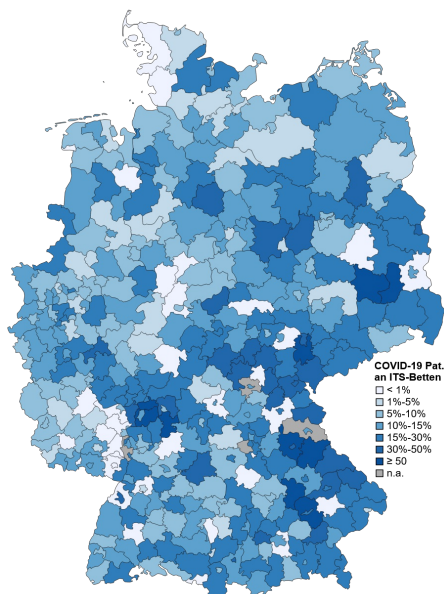 COVID-19 Pat.
an ITS-Betten
< 1%
1%-5%
5%-10%
10%-15%
15%-30%
30%-50%
≥ 50
n.a.